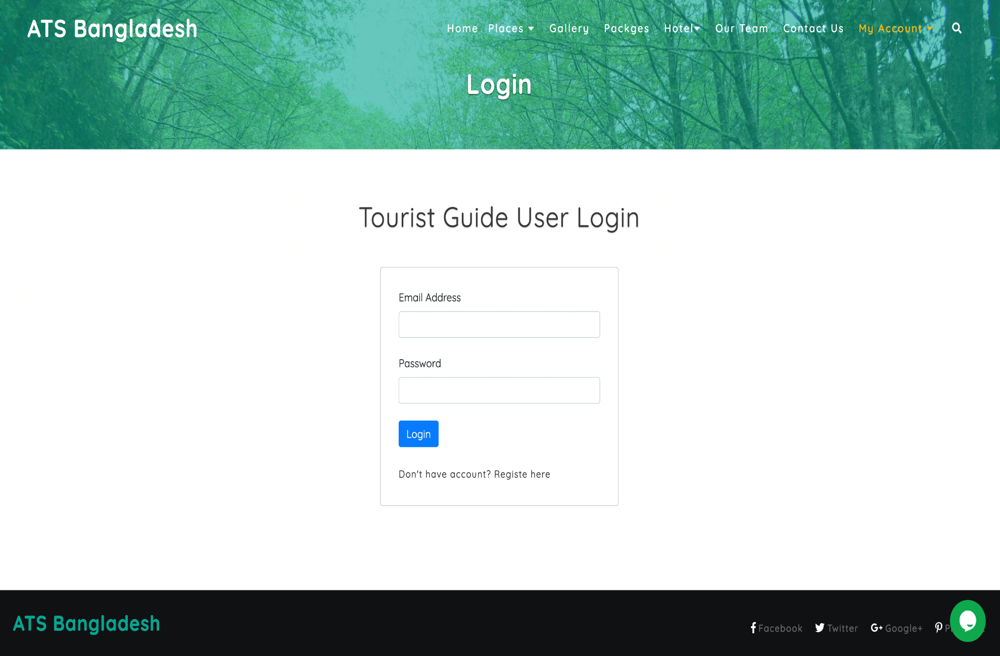 ATS Bangladesh
Home Places Gallery Packges Hotel Our Team Contact Us My Account
Login
Tourist Guide User Login
Email Address
Password
Login
Don't have account? Registe here
ATS Bangladesh
Facebook Twitter Google+